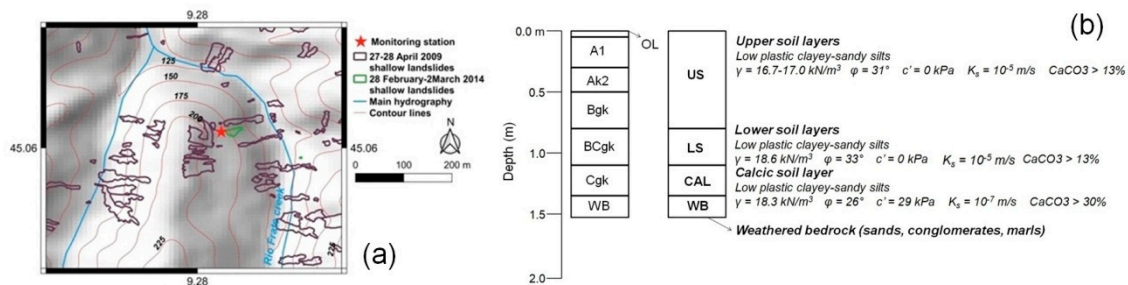 9.28
125
150
175
200
225
225
45.06
45.06
Rio Frate creek
9.28
Monitoring station
27-28 April 2009
shallow landslides
28 February-2March 2014
shallow landslides
Main hydrography
Contour lines
N
0 100 200 m
(a)
(b)
Depth (m)
0.0 m
0.5
1.0
1.5
2.0
OL
A1
Ak2
Bgk
BCgk
Cgk
WB
US
LS
CAL
WB
Upper soil layers
Low plastic clayey-sandy silts
γ = 16.7-17.0 kN/m³ φ = 31° c' = 0 kPa Ks = 10⁻⁵ m/s CaCO3 > 13%
Lower soil layers
Low plastic clayey-sandy silts
γ = 18.6 kN/m³ φ = 33° c' = 0 kPa Ks = 10⁻⁵ m/s CaCO3 > 13%
Calcic soil layer
Low plastic clayey-sandy silts
γ = 18.3 kN/m³ φ = 26° c' = 29 kPa Ks = 10⁻⁷ m/s CaCO3 > 30%
Weathered bedrock (sands, conglomerates, marls)